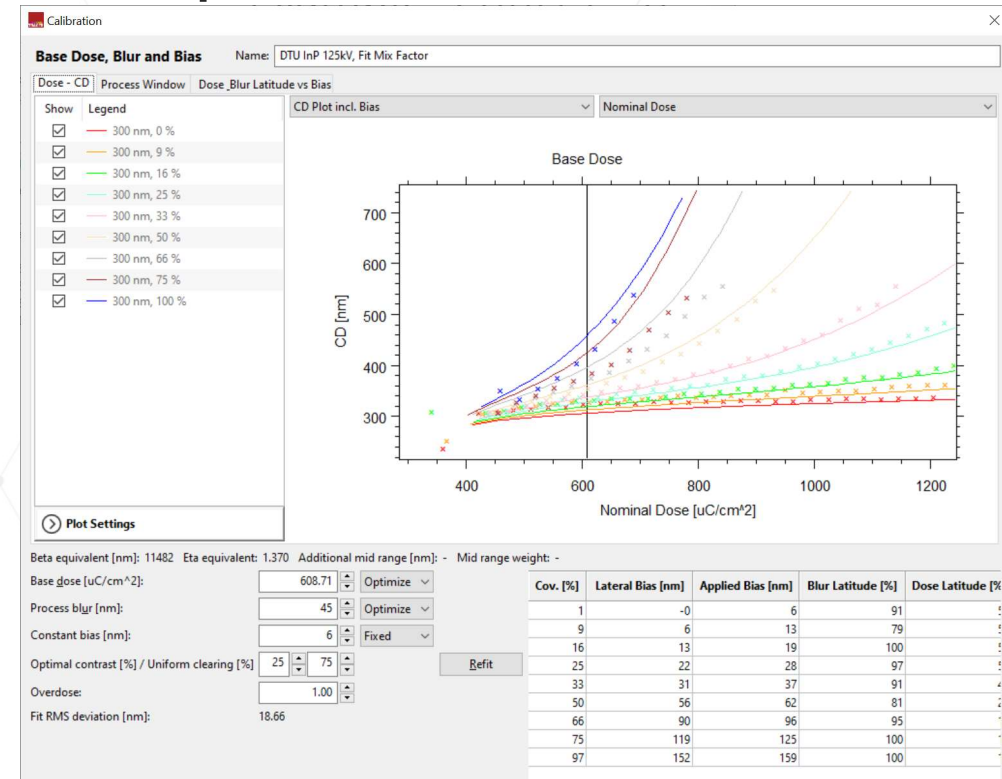 Calibration
Base Dose, Blur and Bias Name: DTU InP 125kV, Fit Mix Factor
Dose - CD Process Window Dose_Blur Latitude vs Bias
Show Legend
CD Plot incl. Bias Nominal Dose
300 nm, 0 %
300 nm, 9 %
300 nm, 16 %
300 nm, 25 %
300 nm, 33 %
300 nm, 50 %
300 nm, 66 %
300 nm, 75 %
300 nm, 100 %
Base Dose
700
600
500
400
300
CD [nm]
400 600 800 1000 1200
Nominal Dose [uC/cm^2]
Plot Settings
Beta equivalent [nm]: 11482 Eta equivalent: 1.370 Additional mid range [nm]: - Mid range weight: -
Base dose [uC/cm^2]: 608.71 Optimize
Process blur [nm]: 45 Optimize
Constant bias [nm]: 6 Fixed
Optimal contrast [%] / Uniform clearing [%] 25 75 Refit
Overdose: 1.00
Fit RMS deviation [nm]: 18.66
Cov. [%] Lateral Bias [nm] Applied Bias [nm] Blur Latitude [%] Dose Latitude [%
1 -0 6 91
9 6 13 79
16 13 19 100
25 22 28 97
33 31 37 91
50 56 62 81
66 90 96 95
75 119 125 100
97 152 159 100